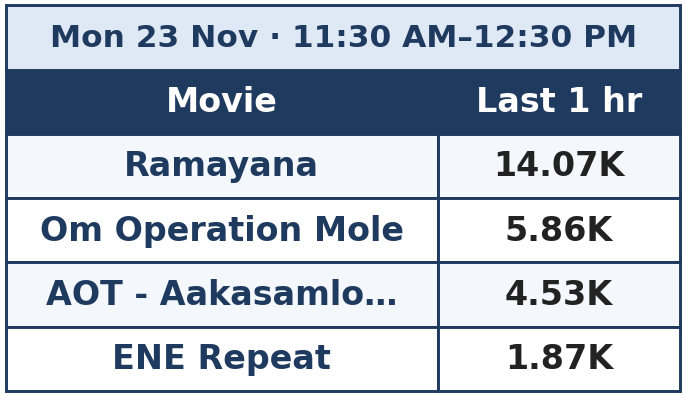 Mon 23 Nov · 11:30 AM–12:30 PM
Movie Last 1 hr
Ramayana 14.07K
Om Operation Mole 5.86K
AOT - Aakasamlo... 4.53K
ENE Repeat 1.87K